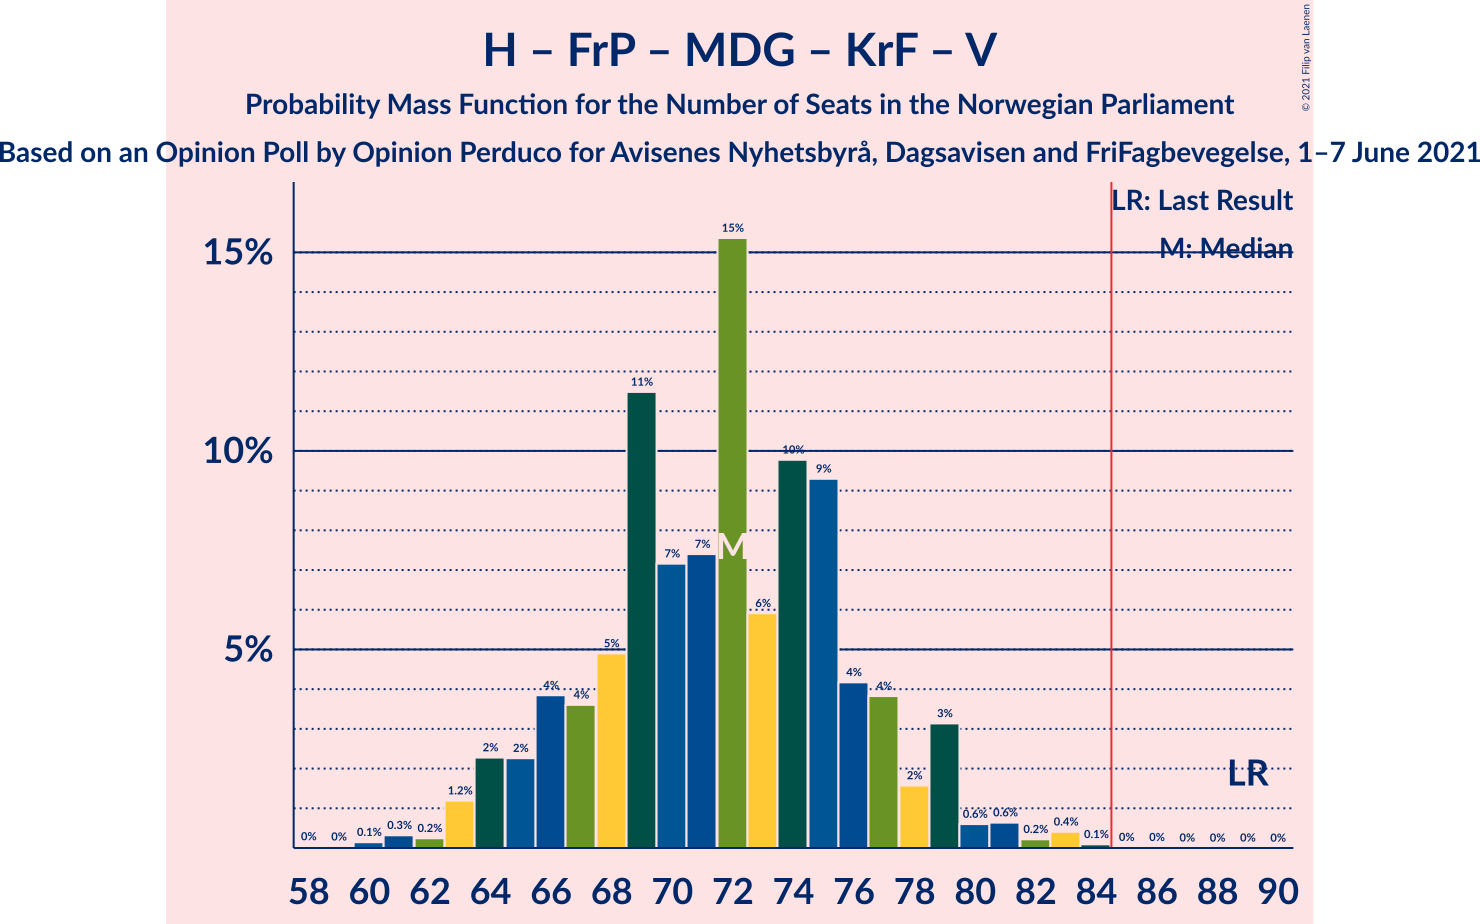 H – FrP – MDG – KrF – V
Probability Mass Function for the Number of Seats in the Norwegian Parliament
Based on an Opinion Poll by Opinion Perduco for Avisenes Nyhetsbyrå, Dagsavisen and FriFagbevegelse, 1–7 June 2021
© 2021 Filip van Laenen
LR: Last Result
M: Median
15%
10%
5%
0% 0% 0.1% 0.3% 0.2% 1.2% 2% 2% 4% 4% 5% 11% 7% 7% 15% 6% 10% 9% 4% 4% 2% 3% 0.6% 0.6% 0.2% 0.4% 0.1% 0% 0% 0% 0% 0% 0%
M
LR
58 60 62 64 66 68 70 72 74 76 78 80 82 84 86 88 90